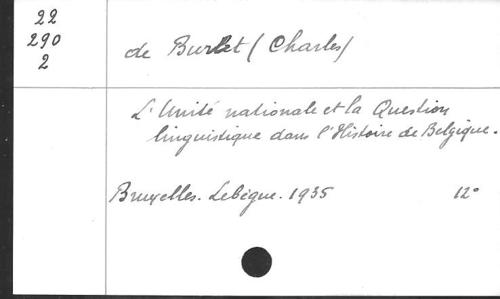 22
290
2
de Burlet (Charles)
L'Unité nationale et la Question
linguistique dans l'Histoire de Belgique.
Bruxelles. Lebègue. 1935 12°